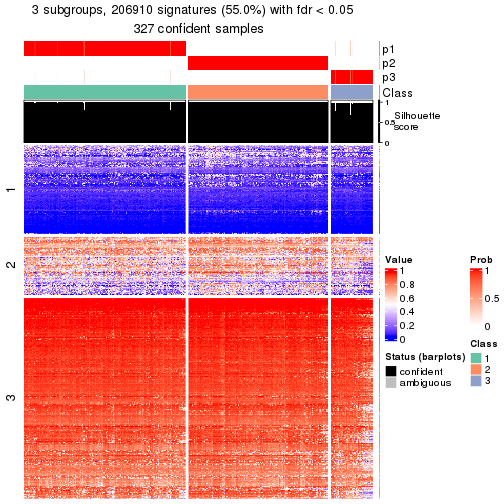 3 subgroups, 206910 signatures (55.0%) with fdr < 0.05
327 confident samples
p1
p2
p3
Class
1
0.5
0
Silhouette
score
1
2
3
Value
1
0.8
0.6
0.4
0.2
0
Prob
1
0.5
0
Status (barplots)
confident
ambiguous
Class
1
2
3